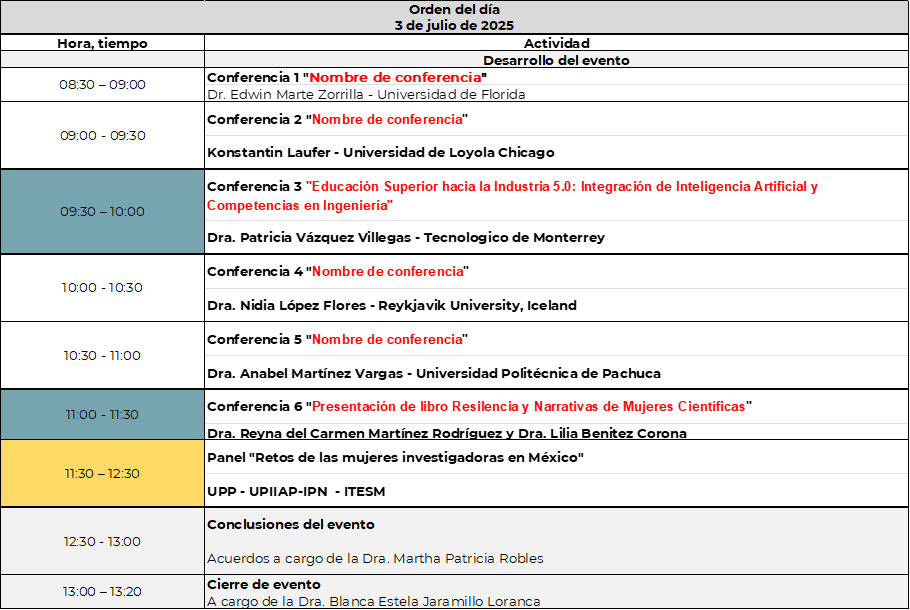 Orden del día
3 de julio de 2025
Hora, tiempo
Actividad
Desarrollo del evento
08:30 – 09:00
Conferencia 1 "Nombre de conferencia"
Dr. Edwin Marte Zorrilla - Universidad de Florida
09:00 - 09:30
Conferencia 2 "Nombre de conferencia"
Konstantin Laufer - Universidad de Loyola Chicago
09:30 – 10:00
Conferencia 3 "Educación Superior hacia la Industria 5.0: Integración de Inteligencia Artificial y
Competencias en Ingeniería"
Dra. Patricia Vázquez Villegas - Tecnologico de Monterrey
10:00 - 10:30
Conferencia 4 "Nombre de conferencia"
Dra. Nidia López Flores - Reykjavik University, Iceland
10:30 - 11:00
Conferencia 5 "Nombre de conferencia"
Dra. Anabel Martínez Vargas - Universidad Politécnica de Pachuca
11:00 - 11:30
Conferencia 6 "Presentación de libro Resilencia y Narrativas de Mujeres Científicas"
Dra. Reyna del Carmen Martínez Rodríguez y Dra. Lilia Benitez Corona
11:30 – 12:30
Panel "Retos de las mujeres investigadoras en México"
UPP - UPIIAP-IPN - ITESM
12:30 - 13:00
Conclusiones del evento
Acuerdos a cargo de la Dra. Martha Patricia Robles
13:00 – 13:20
Cierre de evento
A cargo de la Dra. Blanca Estela Jaramillo Loranca